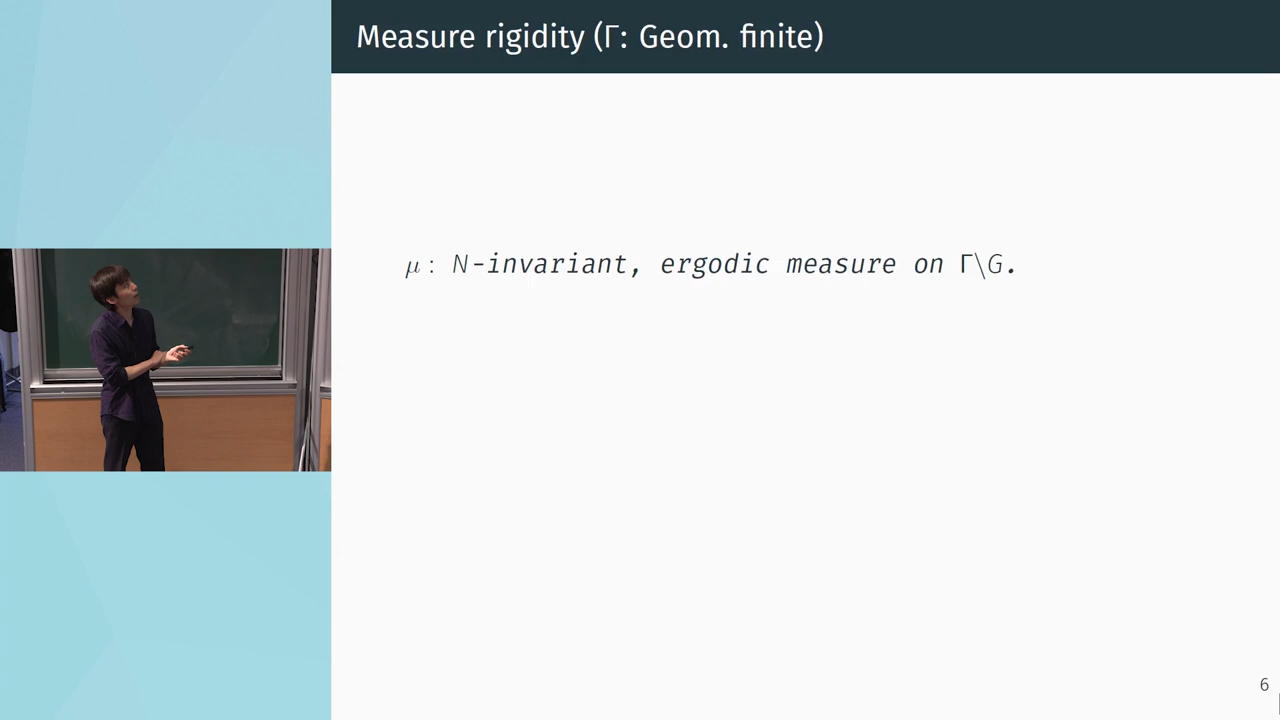 Measure rigidity (Γ: Geom. finite)
μ : N-invariant, ergodic measure on Γ\G.
6